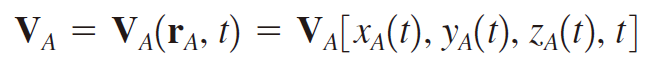 V_A = V_A(r_A, t) = V_A[x_A(t), y_A(t), z_A(t), t]